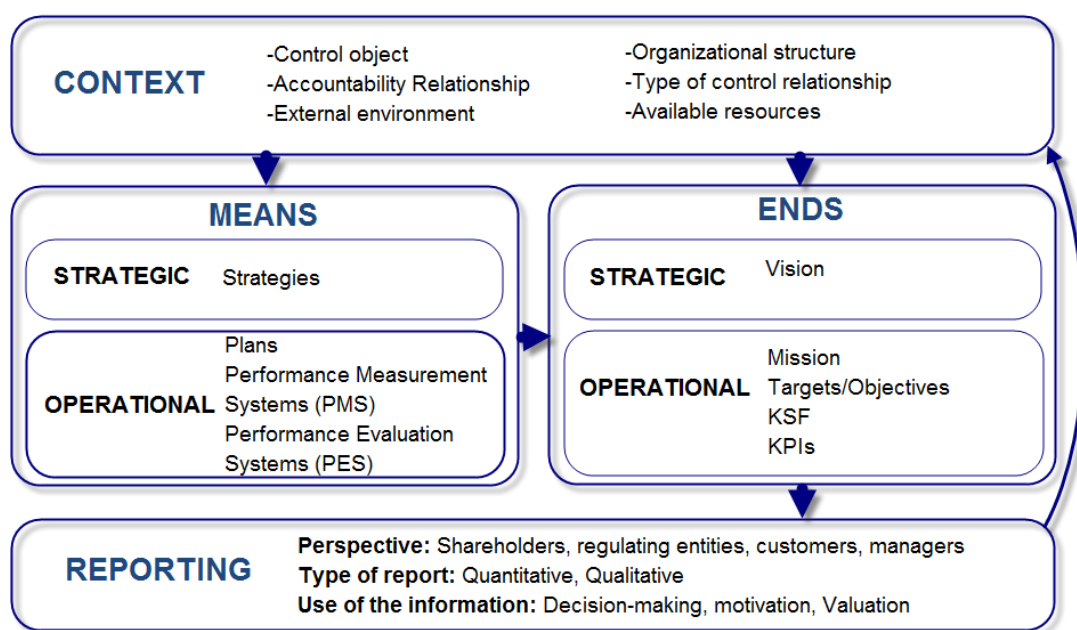 CONTEXT
-Control object
-Accountability Relationship
-External environment
-Organizational structure
-Type of control relationship
-Available resources
MEANS
STRATEGIC
Strategies
OPERATIONAL
Plans
Performance Measurement
Systems (PMS)
Performance Evaluation
Systems (PES)
ENDS
STRATEGIC
Vision
OPERATIONAL
Mission
Targets/Objectives
KSF
KPIs
REPORTING
Perspective: Shareholders, regulating entities, customers, managers
Type of report: Quantitative, Qualitative
Use of the information: Decision-making, motivation, Valuation